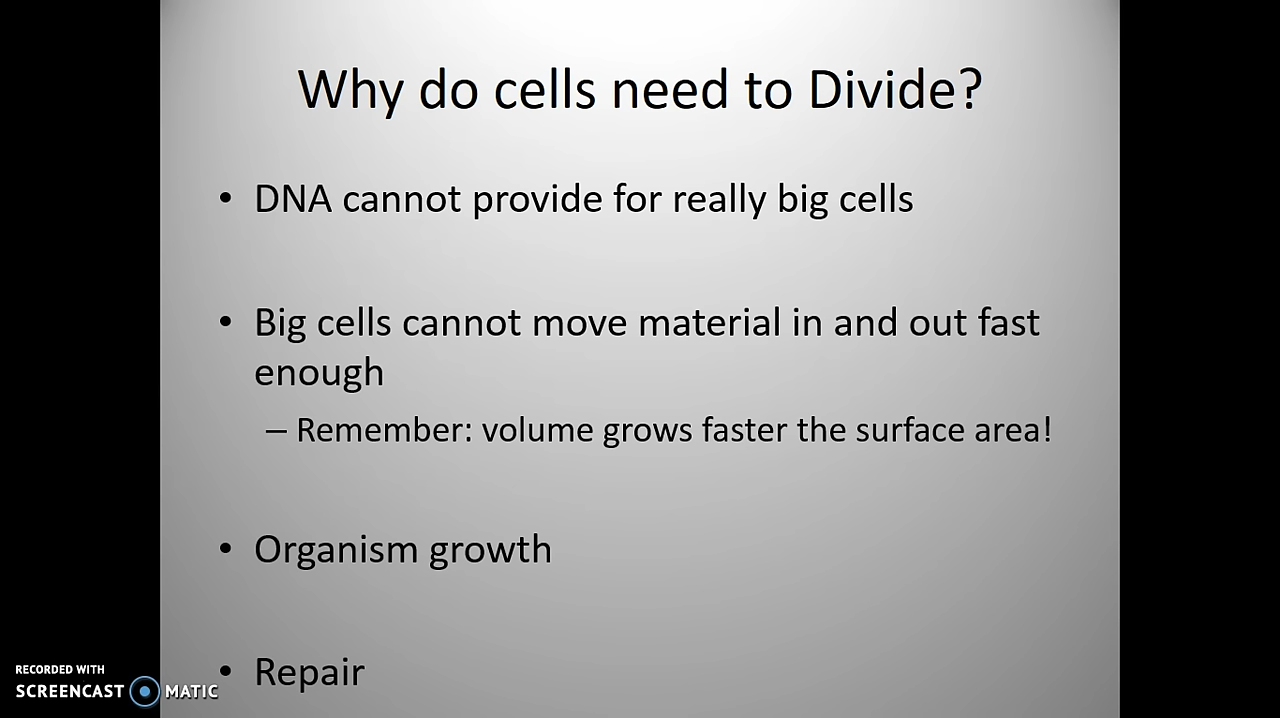 Why do cells need to Divide?
• DNA cannot provide for really big cells
• Big cells cannot move material in and out fast
enough
– Remember: volume grows faster the surface area!
• Organism growth
• Repair
RECORDED WITH
SCREENCAST MATIC